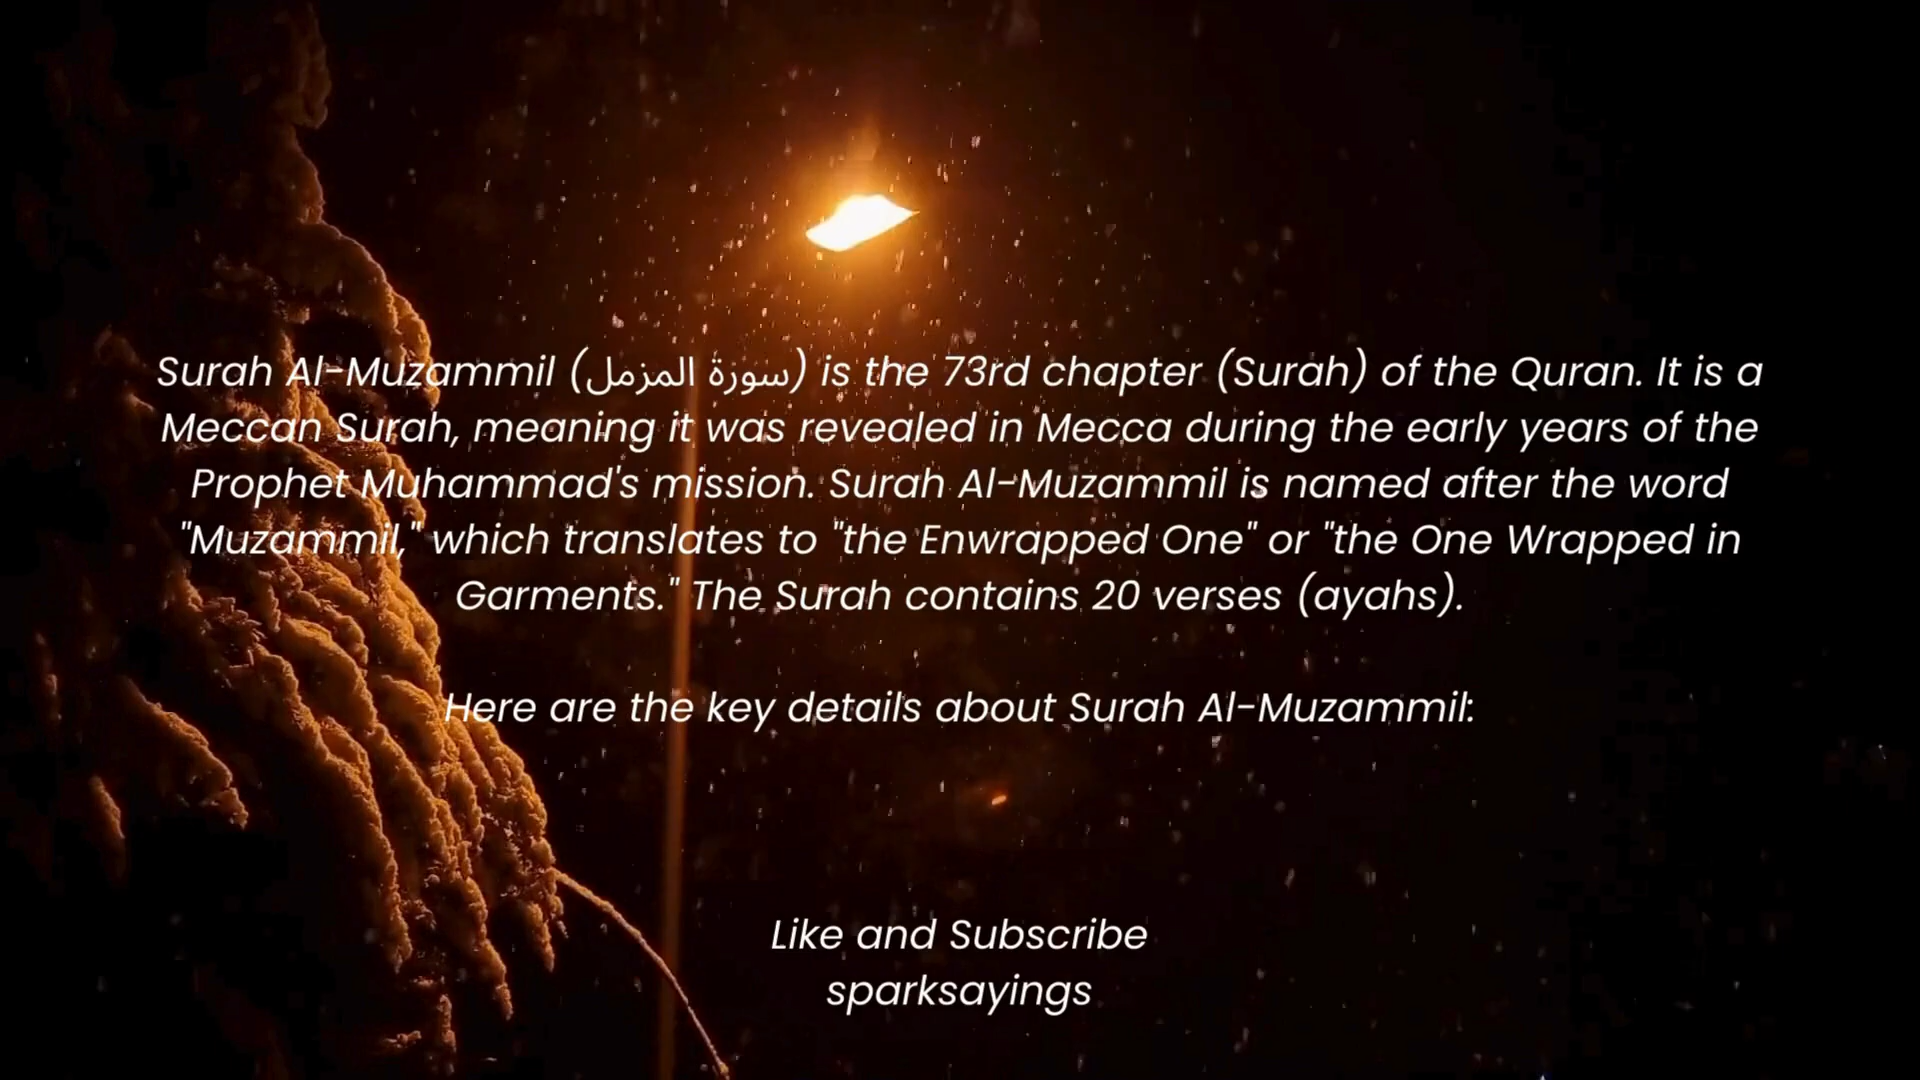 Surah Al-Muzammil (سورة المزمل) is the 73rd chapter (Surah) of the Quran. It is a
Meccan Surah, meaning it was revealed in Mecca during the early years of the
Prophet Muhammad's mission. Surah Al-Muzammil is named after the word
"Muzammil," which translates to "the Enwrapped One" or "the One Wrapped in
Garments." The Surah contains 20 verses (ayahs).
Here are the key details about Surah Al-Muzammil:
Like and Subscribe
sparksayings